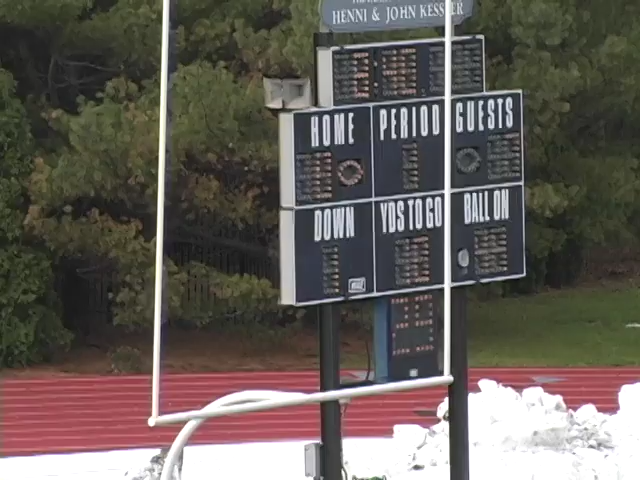 HENNI & JOHN KESSLER
HOME PERIOD GUESTS
DOWN YDS TO GO BALL ON